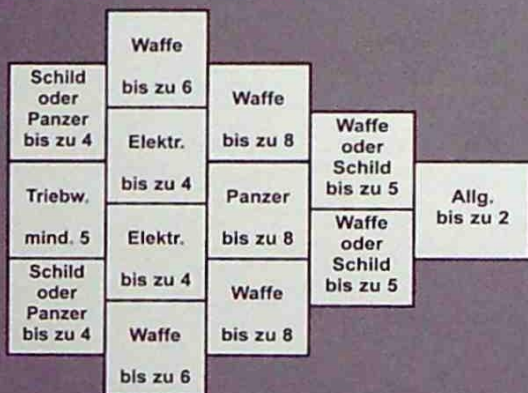 Schild
oder
Panzer
bis zu 4
Triebw.
mind. 5
Schild
oder
Panzer
bis zu 4
Waffe
bis zu 6
Elektr.
bis zu 4
Elektr.
bis zu 4
Waffe
bis zu 6
Waffe
bis zu 8
Panzer
bis zu 8
Waffe
bis zu 8
Waffe
oder
Schild
bis zu 5
Waffe
oder
Schild
bis zu 5
Allg.
bis zu 2